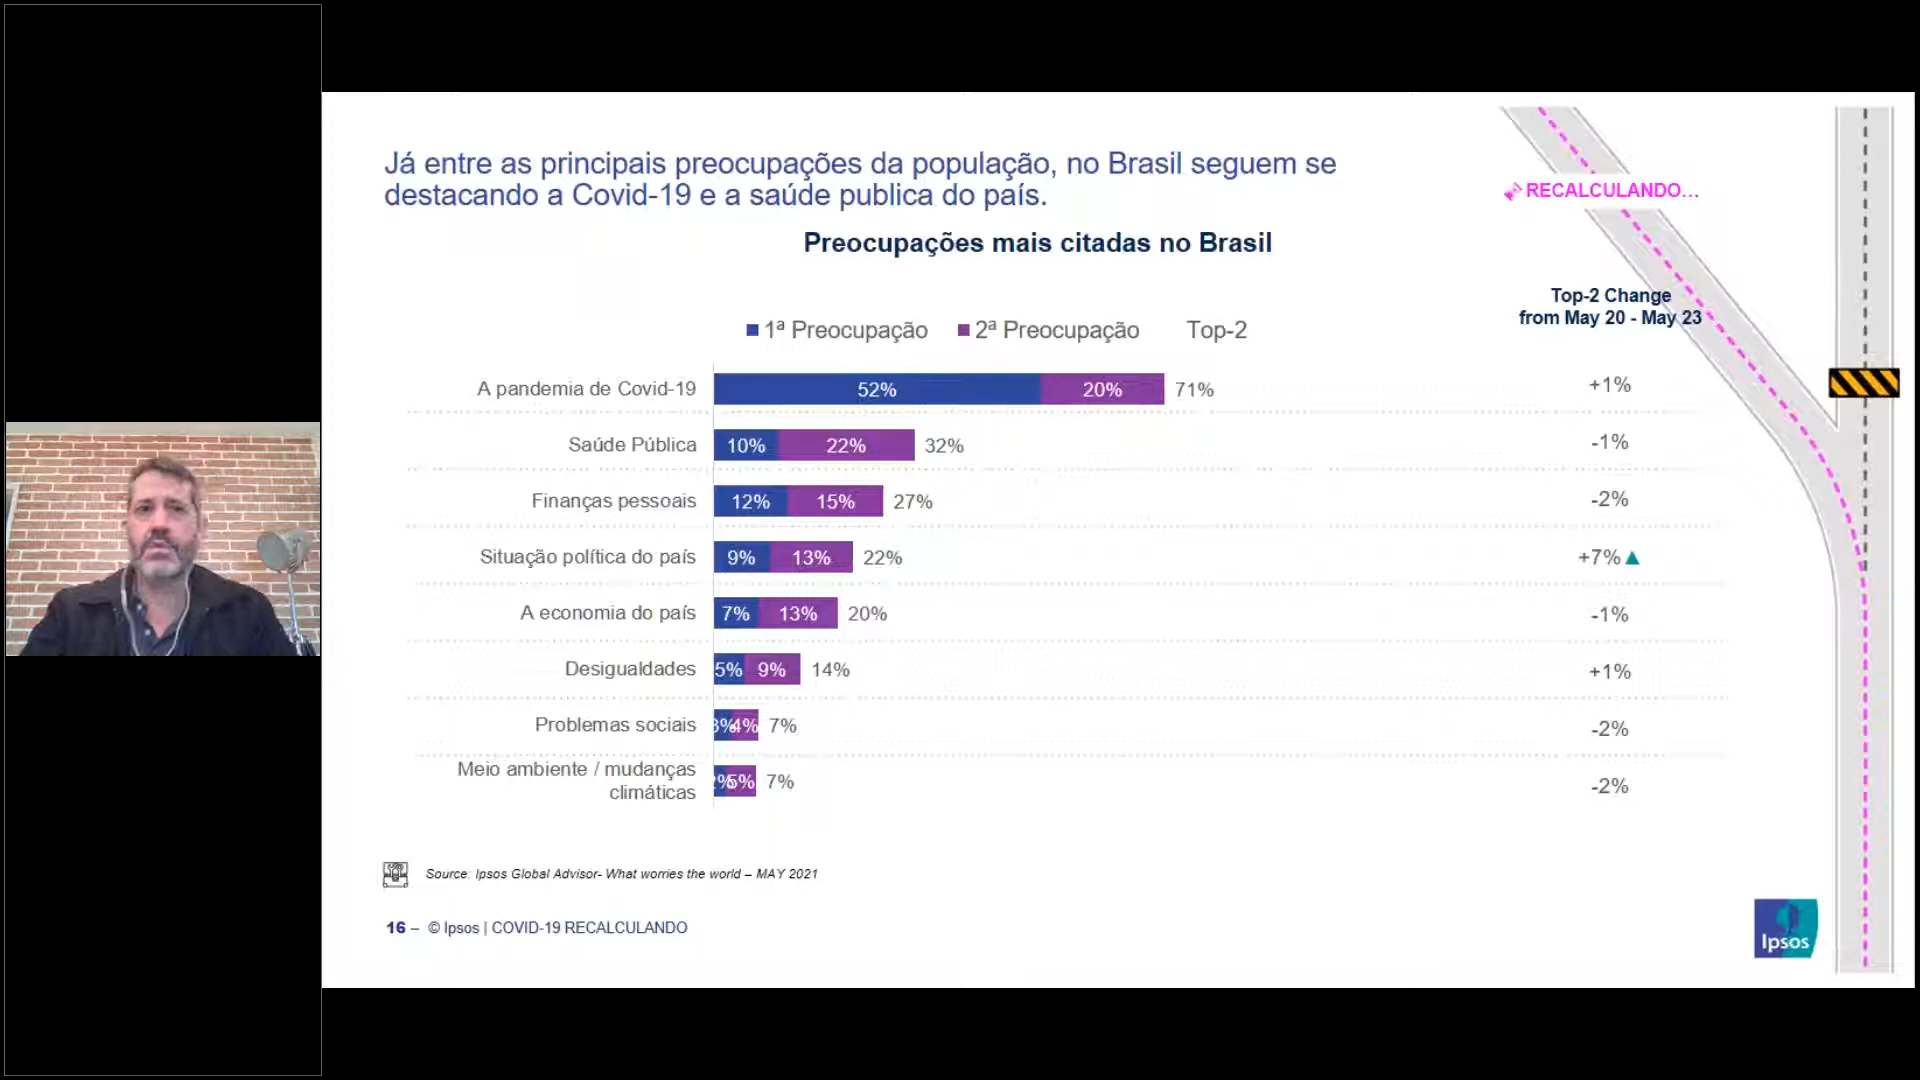 Já entre as principais preocupações da população, no Brasil seguem se
destacando a Covid-19 e a saúde publica do país.
RECALCULANDO...
Preocupações mais citadas no Brasil
Top-2 Change
from May 20 - May 23
1ª Preocupação 2ª Preocupação Top-2
A pandemia de Covid-19 52% 20% 71% +1%
Saúde Pública 10% 22% 32% -1%
Finanças pessoais 12% 15% 27% -2%
Situação política do país 9% 13% 22% +7%
A economia do país 7% 13% 20% -1%
Desigualdades 5% 9% 14% +1%
Problemas sociais 3% 4% 7% -2%
Meio ambiente / mudanças
climáticas 2% 5% 7% -2%
Source: Ipsos Global Advisor- What worries the world – MAY 2021
16 – © Ipsos | COVID-19 RECALCULANDO
Ipsos